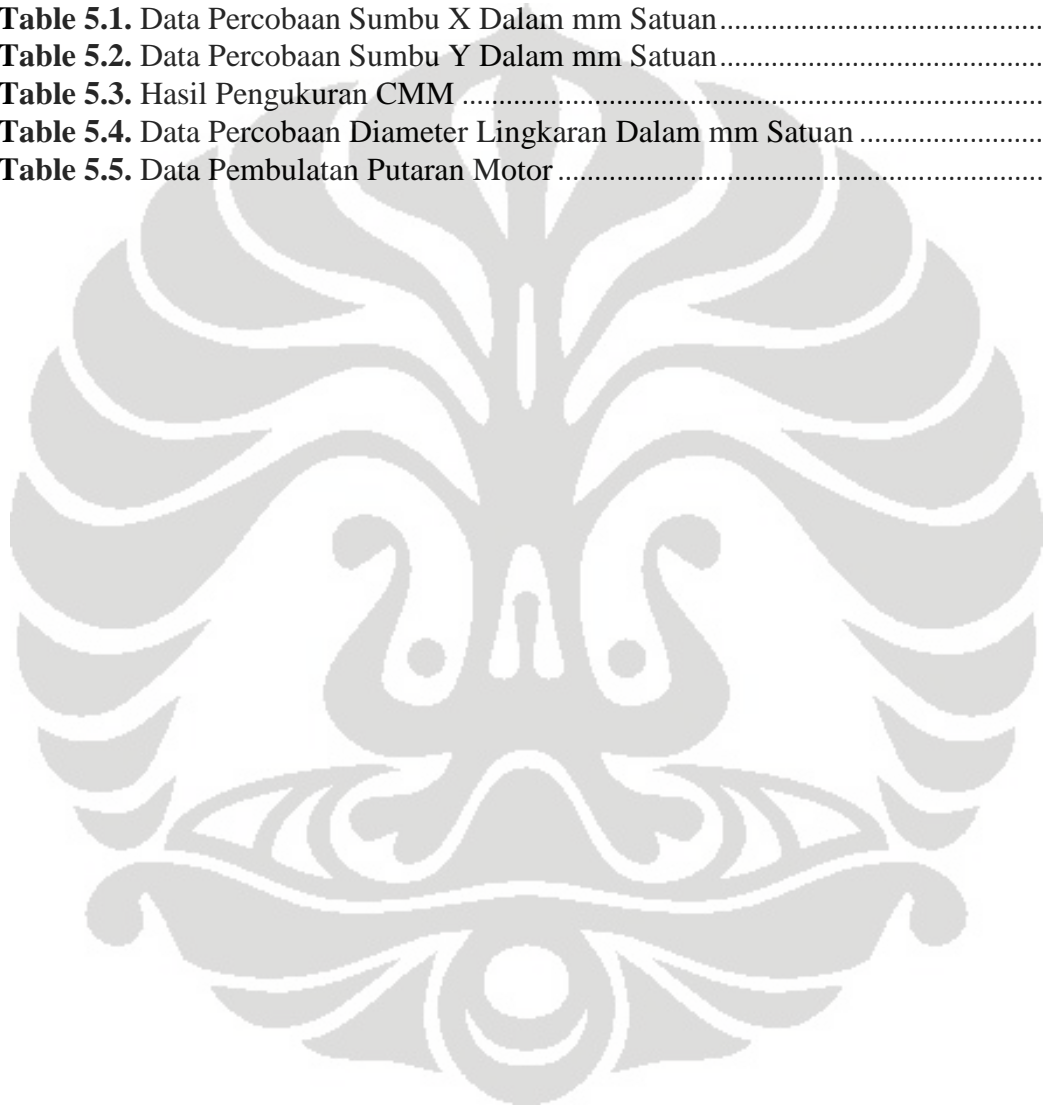 Table 5.1. Data Percobaan Sumbu X Dalam mm Satuan........................................
Table 5.2. Data Percobaan Sumbu Y Dalam mm Satuan........................................
Table 5.3. Hasil Pengukuran CMM ........................................................................
Table 5.4. Data Percobaan Diameter Lingkaran Dalam mm Satuan .......................
Table 5.5. Data Pembulatan Putaran Motor ............................................................